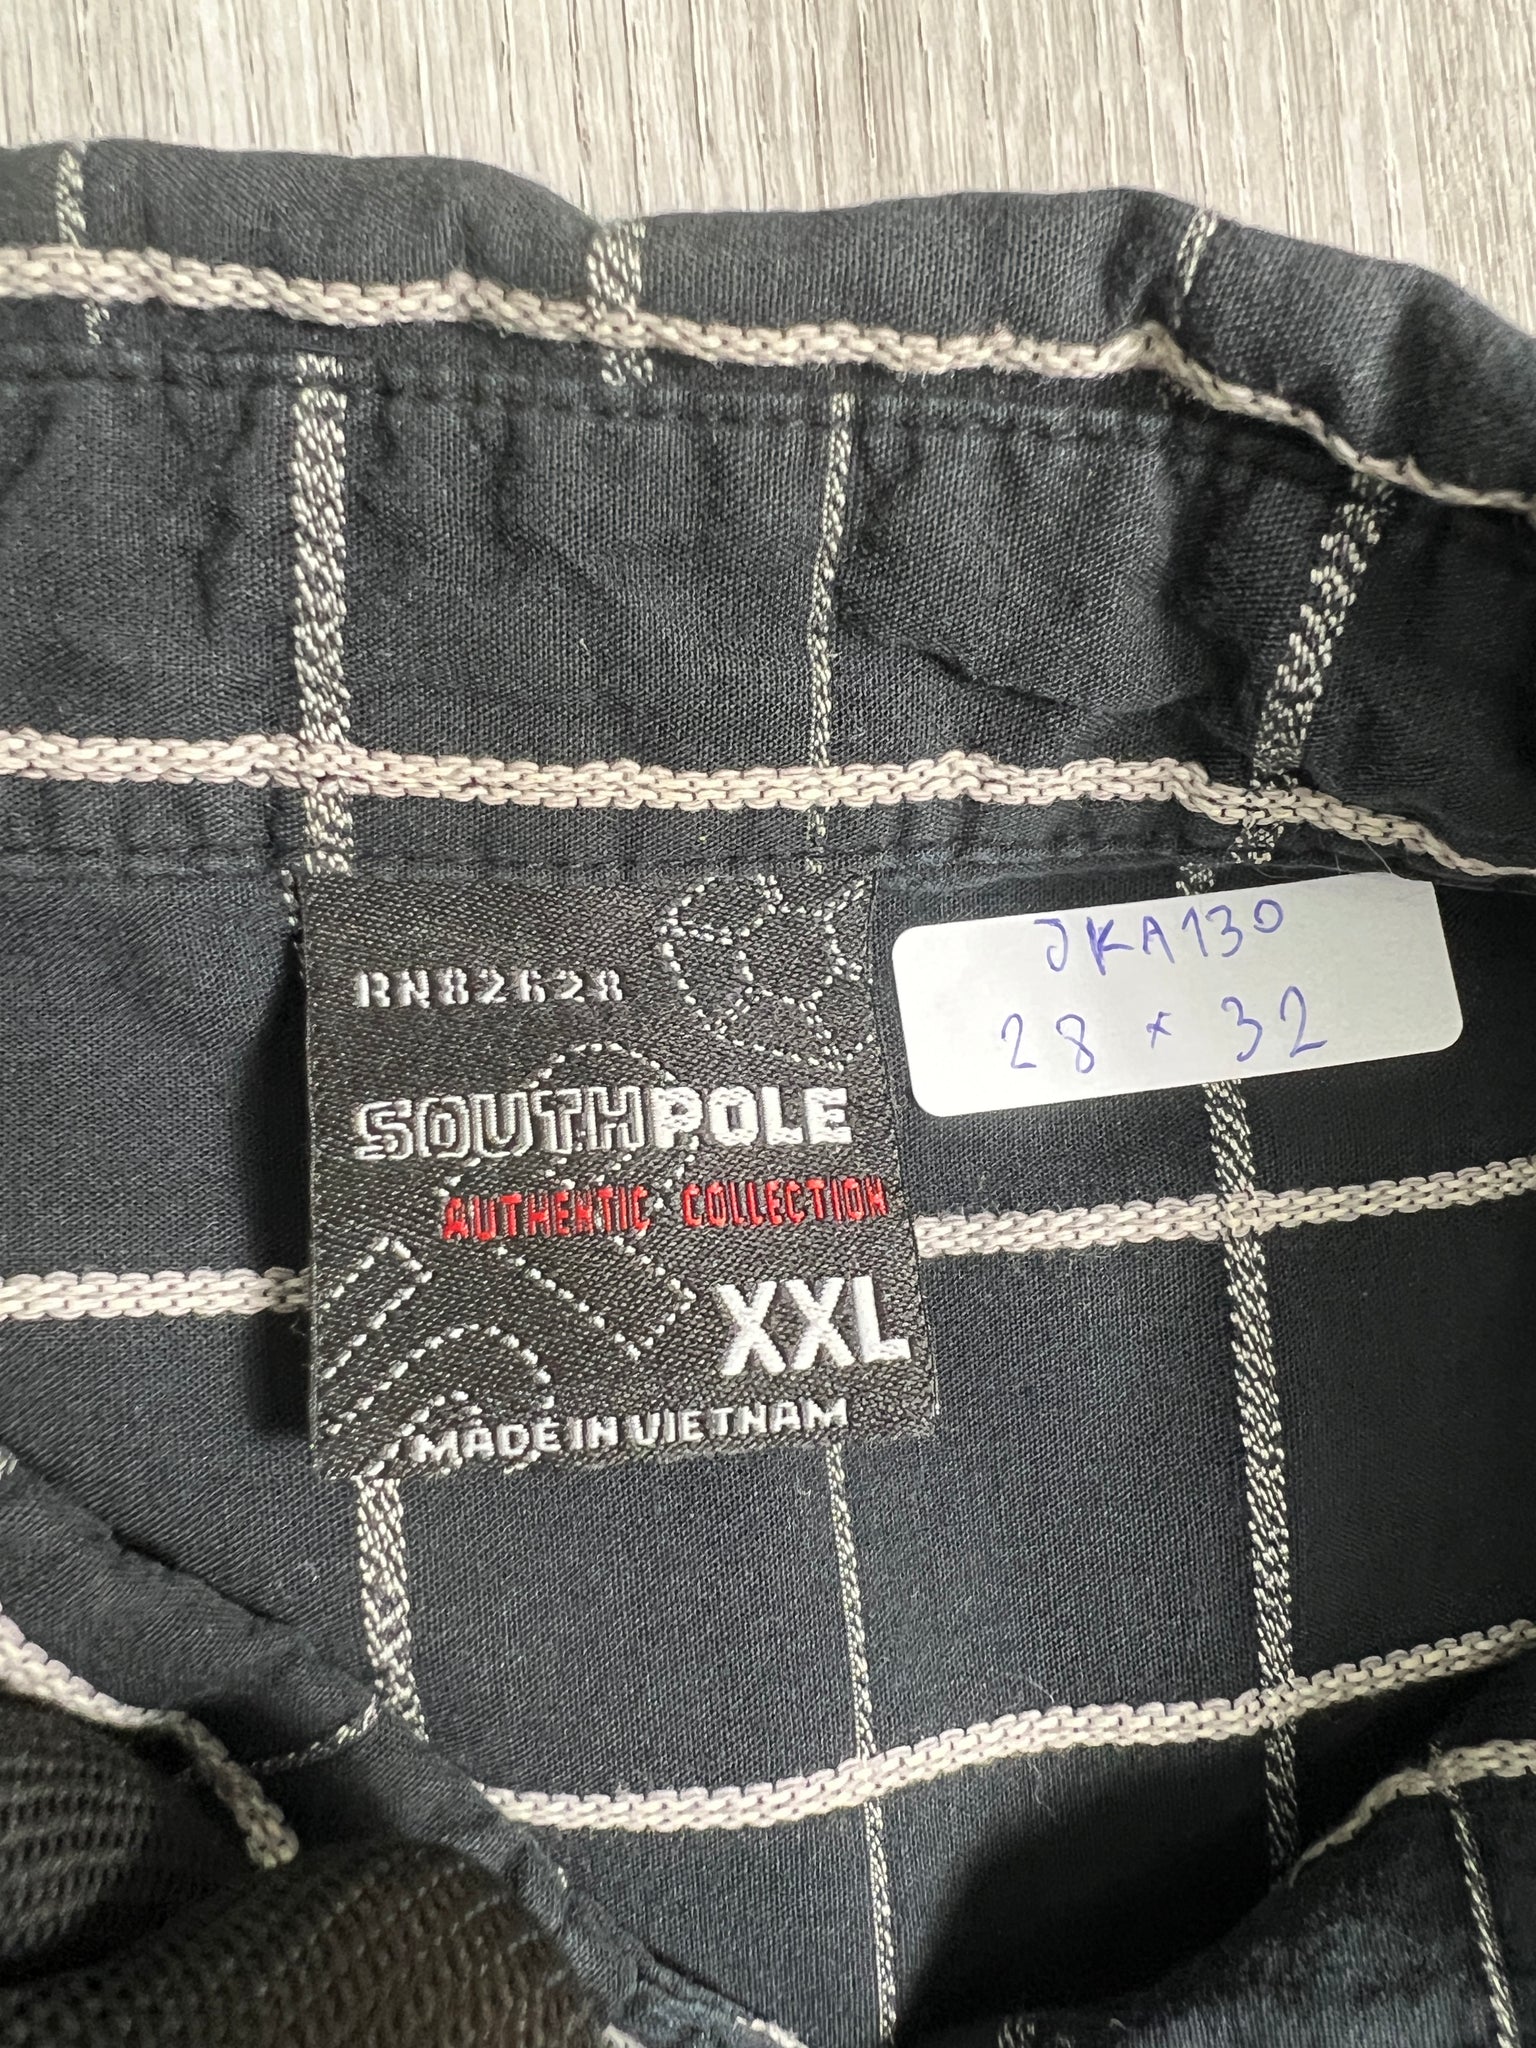 RN82628
SOUTHPOLE
AUTHENTIC COLLECTION
XXL
MADE IN VIETNAM
JKA130
28 x 32